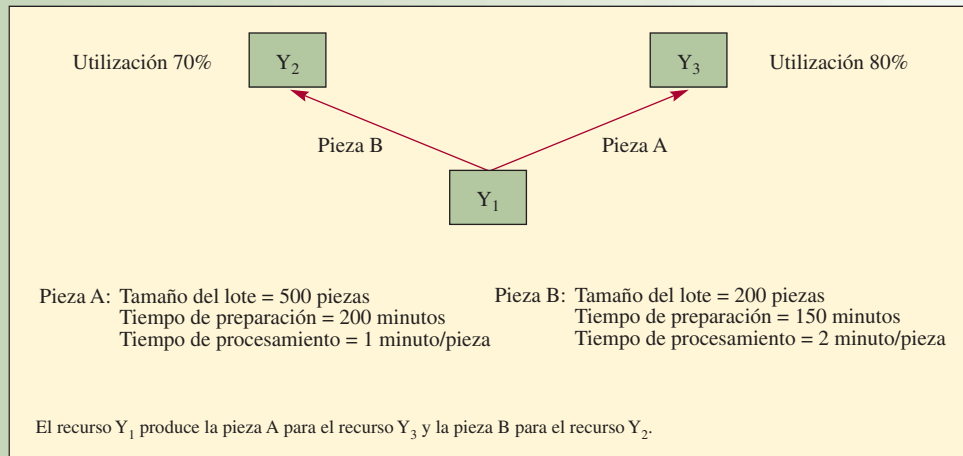 Utilización 70%
Y2
Y3
Utilización 80%
Pieza B
Pieza A
Y1
Pieza A: Tamaño del lote = 500 piezas
Tiempo de preparación = 200 minutos
Tiempo de procesamiento = 1 minuto/pieza
Pieza B: Tamaño del lote = 200 piezas
Tiempo de preparación = 150 minutos
Tiempo de procesamiento = 2 minuto/pieza
El recurso Y1 produce la pieza A para el recurso Y3 y la pieza B para el recurso Y2.